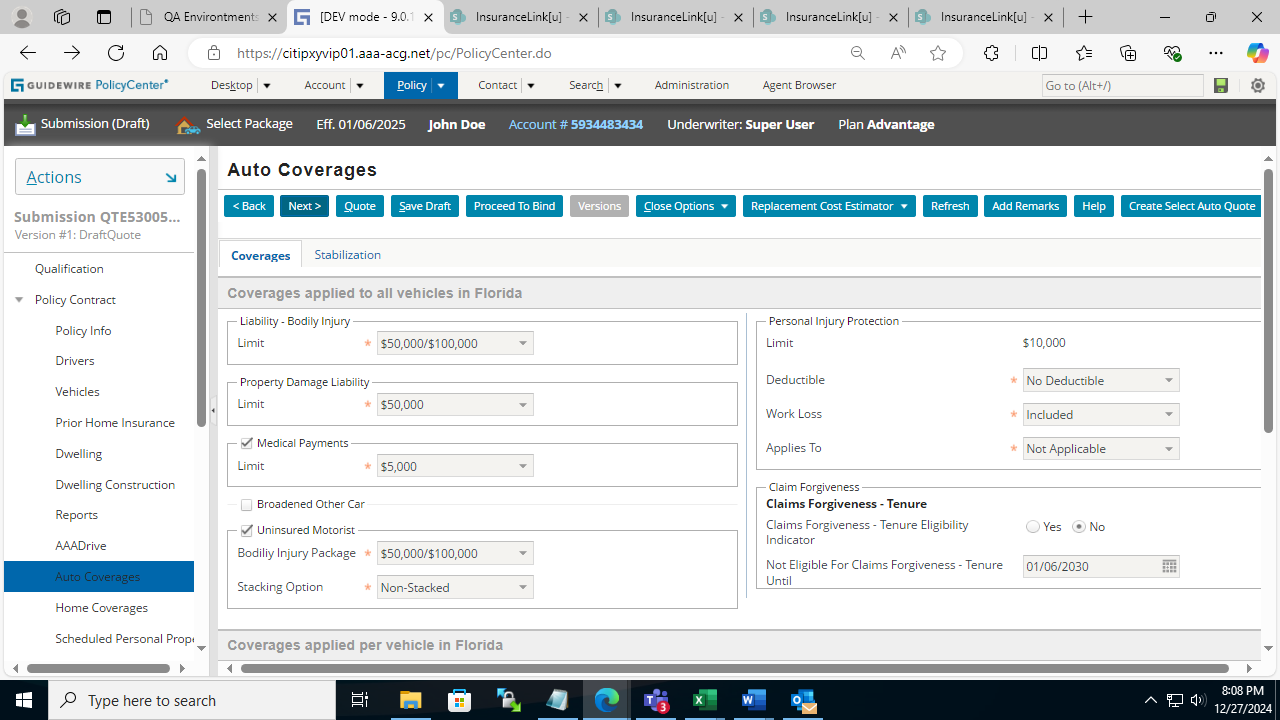 QA Environments
[DEV mode - 9.0.1
InsuranceLink[u] -
InsuranceLink[u] -
InsuranceLink[u] -
InsuranceLink[u] -
https://citipxyvip01.aaa-acg.net/pc/PolicyCenter.do
GUIDEWIRE PolicyCenter®
Desktop
Account
Policy
Contact
Search
Administration
Agent Browser
Go to (Alt+/)
Submission (Draft)
Select Package
Eff. 01/06/2025
John Doe
Account # 5934483434
Underwriter: Super User
Plan Advantage
Actions
Submission QTE53005...
Version #1: DraftQuote
Qualification
Policy Contract
Policy Info
Drivers
Vehicles
Prior Home Insurance
Dwelling
Dwelling Construction
Reports
AAADrive
Auto Coverages
Home Coverages
Scheduled Personal Prope
Auto Coverages
< Back
Next >
Quote
Save Draft
Proceed To Bind
Versions
Close Options
Replacement Cost Estimator
Refresh
Add Remarks
Help
Create Select Auto Quote
Coverages
Stabilization
Coverages applied to all vehicles in Florida
Liability - Bodily Injury
Limit * $50,000/$100,000
Property Damage Liability
Limit * $50,000
Medical Payments
Limit * $5,000
Broadened Other Car
Uninsured Motorist
Bodiliy Injury Package * $50,000/$100,000
Stacking Option * Non-Stacked
Personal Injury Protection
Limit $10,000
Deductible * No Deductible
Work Loss * Included
Applies To * Not Applicable
Claim Forgiveness
Claims Forgiveness - Tenure
Claims Forgiveness - Tenure Eligibility
Indicator
Yes No
Not Eligible For Claims Forgiveness - Tenure
Until
01/06/2030
Coverages applied per vehicle in Florida
Type here to search
3
8:08 PM
12/27/2024